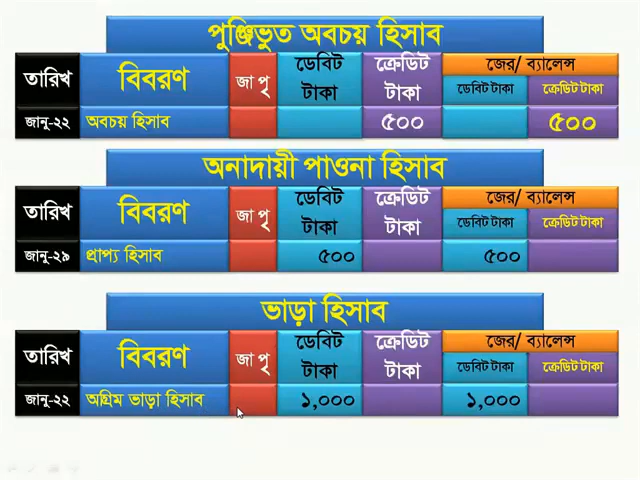 পুঞ্জিভুত অবচয় হিসাব
তারিখ বিবরণ জা পৃ ডেবিট টাকা ক্রেডিট টাকা জের/ ব্যালেন্স
ডেবিট টাকা ক্রেডিট টাকা
জানু-২২ অবচয় হিসাব ৫০০ ৫০০
অনাদায়ী পাওনা হিসাব
তারিখ বিবরণ জা পৃ ডেবিট টাকা ক্রেডিট টাকা জের/ ব্যালেন্স
ডেবিট টাকা ক্রেডিট টাকা
জানু-২৯ প্রাপ্য হিসাব ৫০০ ৫০০
ভাড়া হিসাব
তারিখ বিবরণ জা পৃ ডেবিট টাকা ক্রেডিট টাকা জের/ ব্যালেন্স
ডেবিট টাকা ক্রেডিট টাকা
জানু-২২ অগ্রিম ভাড়া হিসাব ১,০০০ ১,০০০